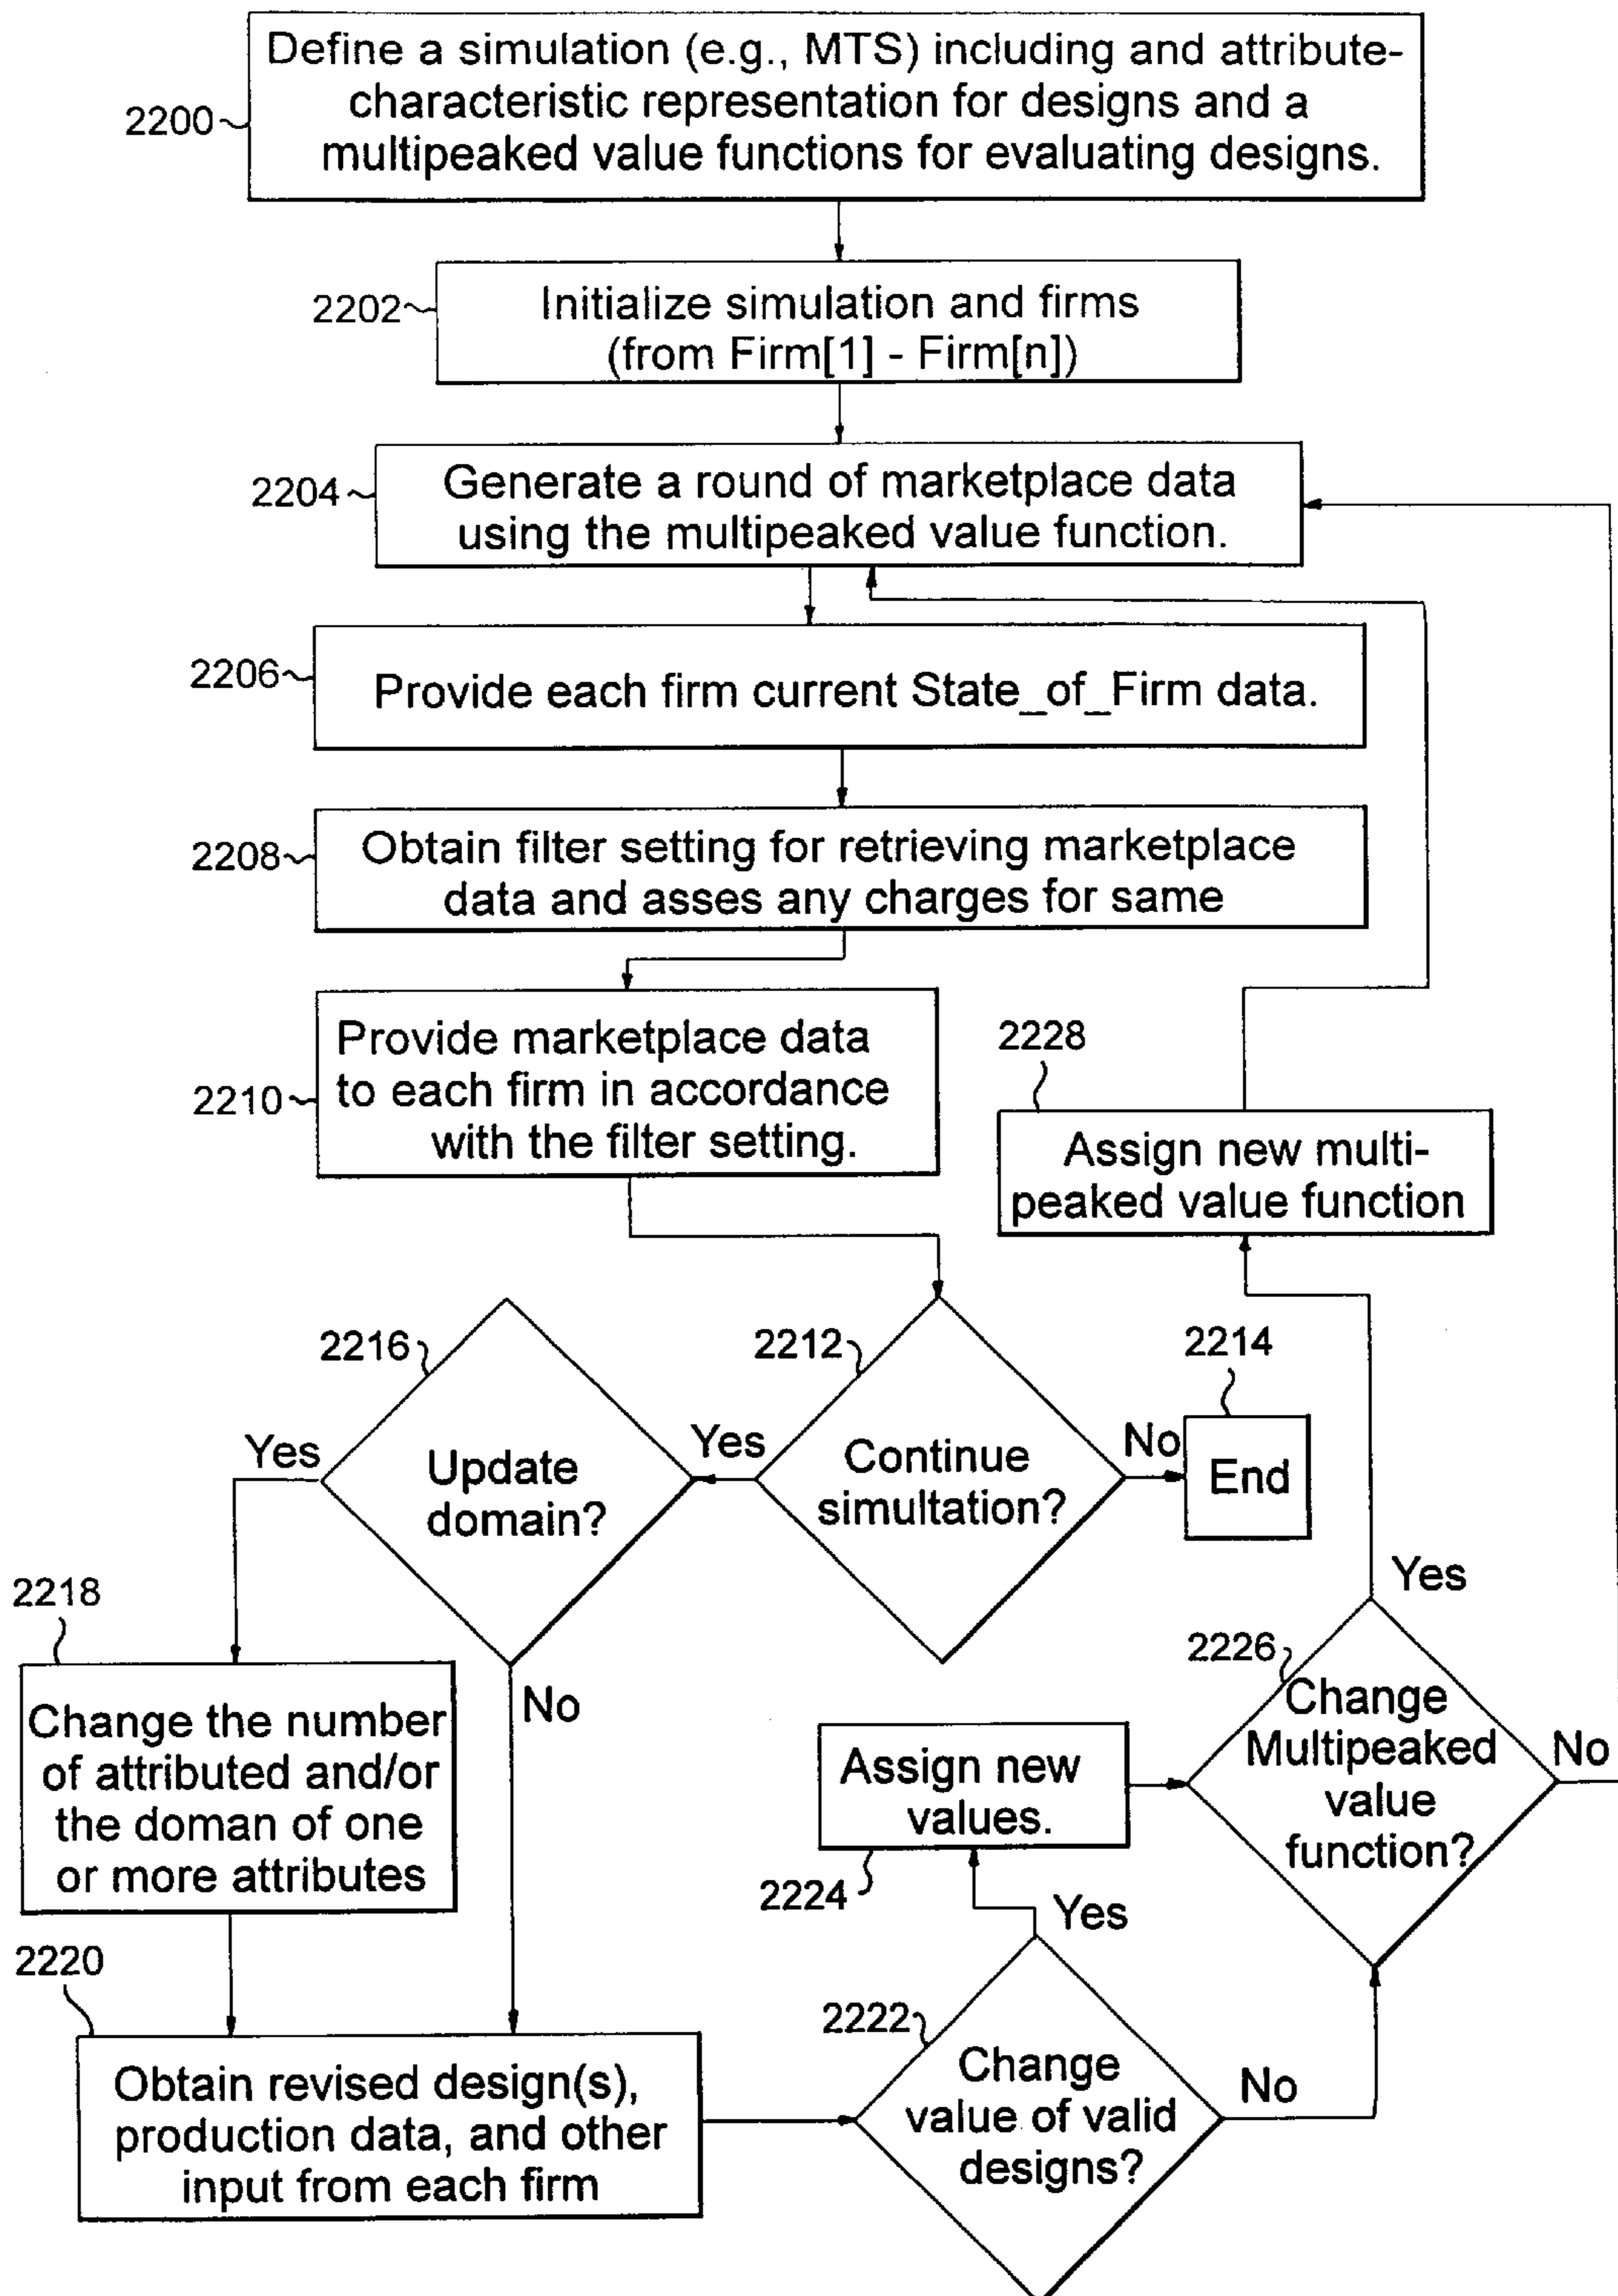 Define a simulation (e.g., MTS) including and attribute-
characteristic representation for designs and a
multipeaked value functions for evaluating designs.
2200
2202
Initialize simulation and firms
(from Firm[1] - Firm[n])
2204
Generate a round of marketplace data
using the multipeaked value function.
2206
Provide each firm current State_of_Firm data.
2208
Obtain filter setting for retrieving marketplace
data and asses any charges for same
2210
Provide marketplace data
to each firm in accordance
with the filter setting.
2228
Assign new multi-
peaked value function
2216
Update
domain?
Yes
No
2212
Continue
simultation?
Yes
No
2214
End
2218
Change the number
of attributed and/or
the doman of one
or more attributes
2220
Obtain revised design(s),
production data, and other
input from each firm
2222
Change
value of valid
designs?
Yes
No
2224
Assign new
values.
2226
Change
Multipeaked
value
function?
Yes
No